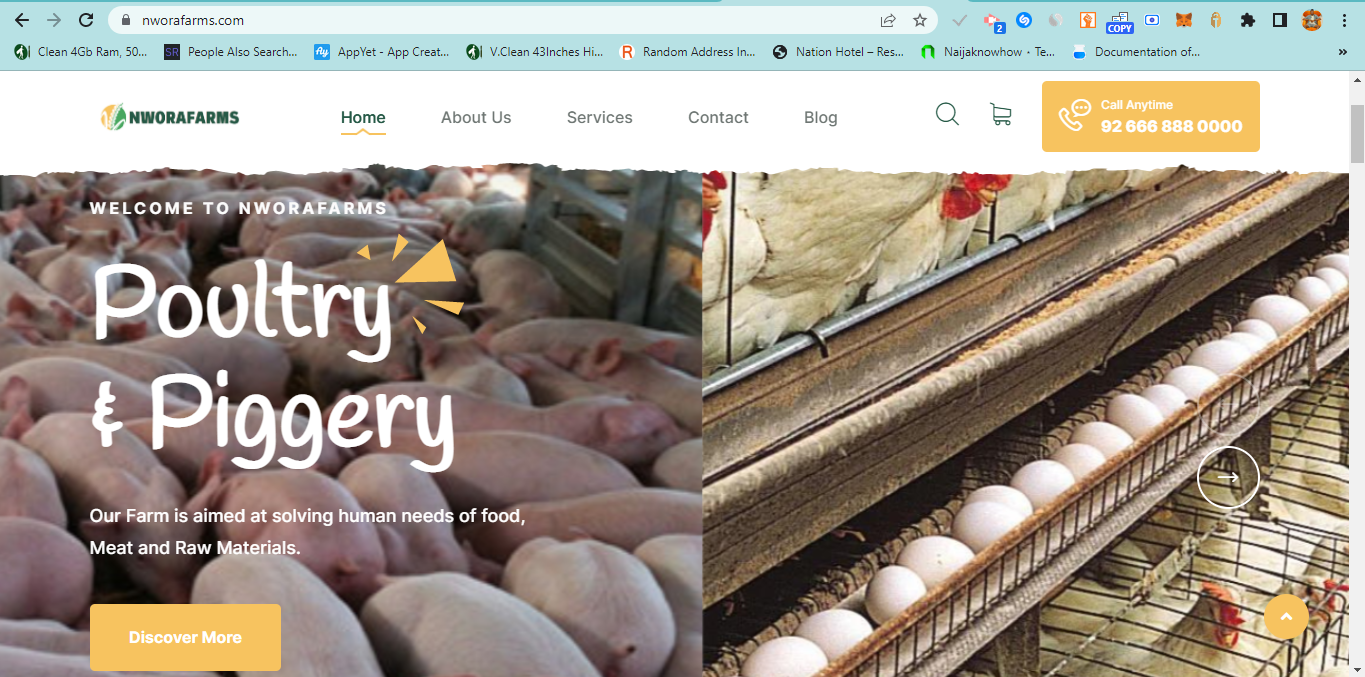 nworafarms.com
2
COPY
Clean 4Gb Ram, 50...
SR
People Also Search...
Ay
AppYet - App Creat...
V.Clean 43Inches Hi...
R
Random Address In...
Nation Hotel – Res...
Naijaknowhow • Te...
Documentation of...
»
NWORAFARMS
Home
About Us
Services
Contact
Blog
Call Anytime
92 666 888 0000
WELCOME TO NWORAFARMS
Poultry
& Piggery
Our Farm is aimed at solving human needs of food,
Meat and Raw Materials.
Discover More